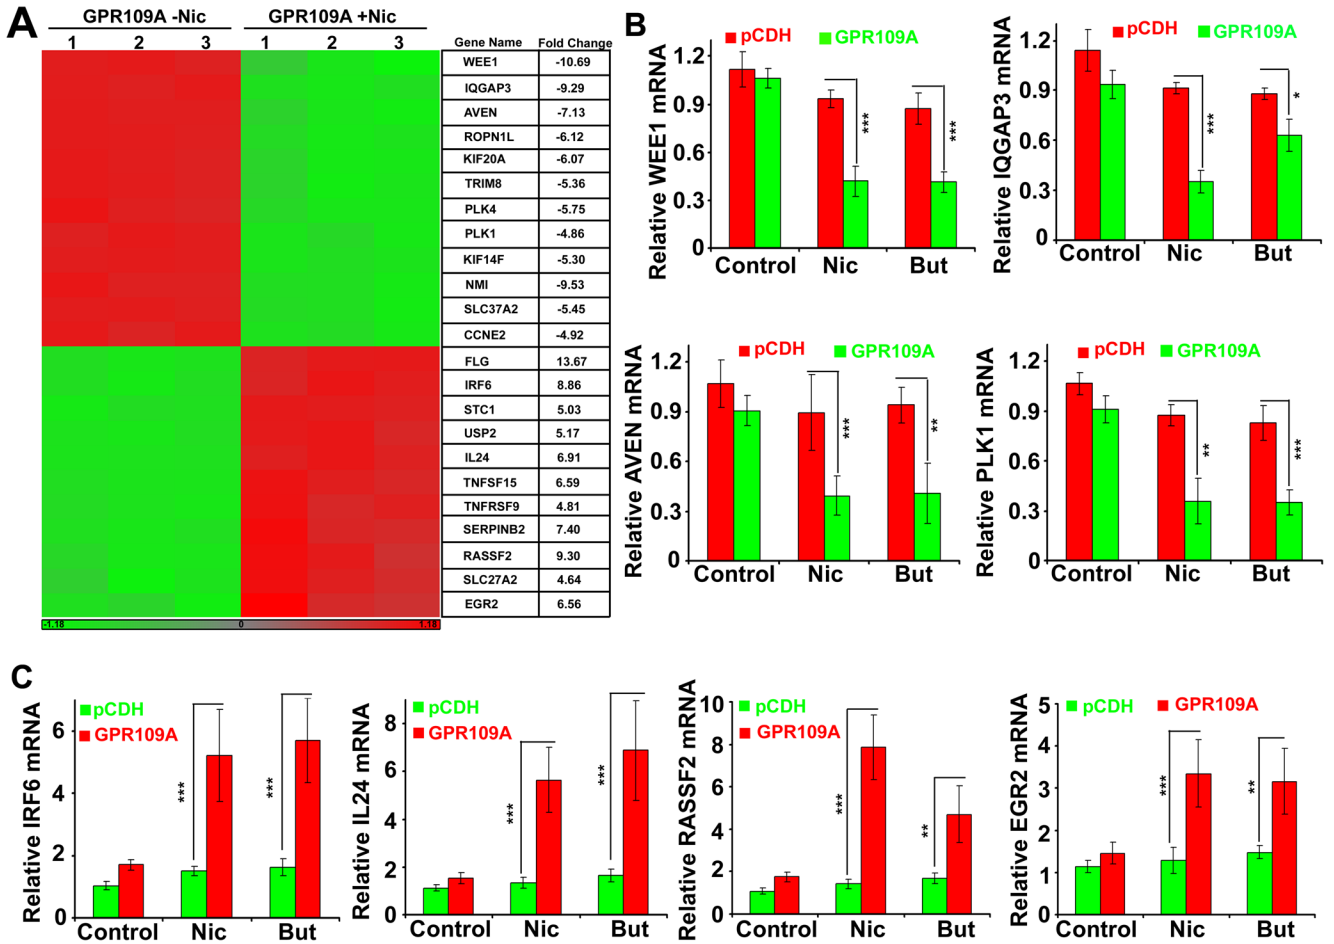 A
GPR109A -Nic GPR109A +Nic
1 2 3 1 2 3
Gene Name Fold Change
WEE1 -10.69
IQGAP3 -9.29
AVEN -7.13
ROPN1L -6.12
KIF20A -6.07
TRIM8 -5.36
PLK4 -5.75
PLK1 -4.86
KIF14F -5.30
NMI -9.53
SLC37A2 -5.45
CCNE2 -4.92
FLG 13.67
IRF6 8.86
STC1 5.03
USP2 5.17
IL24 6.91
TNFSF15 6.59
TNFRSF9 4.81
SERPINB2 7.40
RASSF2 9.30
SLC27A2 4.64
EGR2 6.56
-1.18 0 1.18
B
pCDH GPR109A
Relative WEE1 mRNA
1.2
0.9
0.6
0.3
0
*** ***
Control Nic But
pCDH GPR109A
Relative IQGAP3 mRNA
1.2
0.9
0.6
0.3
0
*** *
Control Nic But
pCDH GPR109A
Relative AVEN mRNA
1.2
0.9
0.6
0.3
0
*** **
Control Nic But
pCDH GPR109A
Relative PLK1 mRNA
1.2
0.9
0.6
0.3
0
** ***
Control Nic But
C
pCDH
GPR109A
Relative IRF6 mRNA
6
4
2
0
*** ***
Control Nic But
pCDH
GPR109A
Relative IL24 mRNA
8
6
4
2
0
*** ***
Control Nic But
pCDH
GPR109A
Relative RASSF2 mRNA
10
8
6
4
2
0
*** **
Control Nic But
pCDH GPR109A
Relative EGR2 mRNA
5
4
3
2
1
0
*** **
Control Nic But